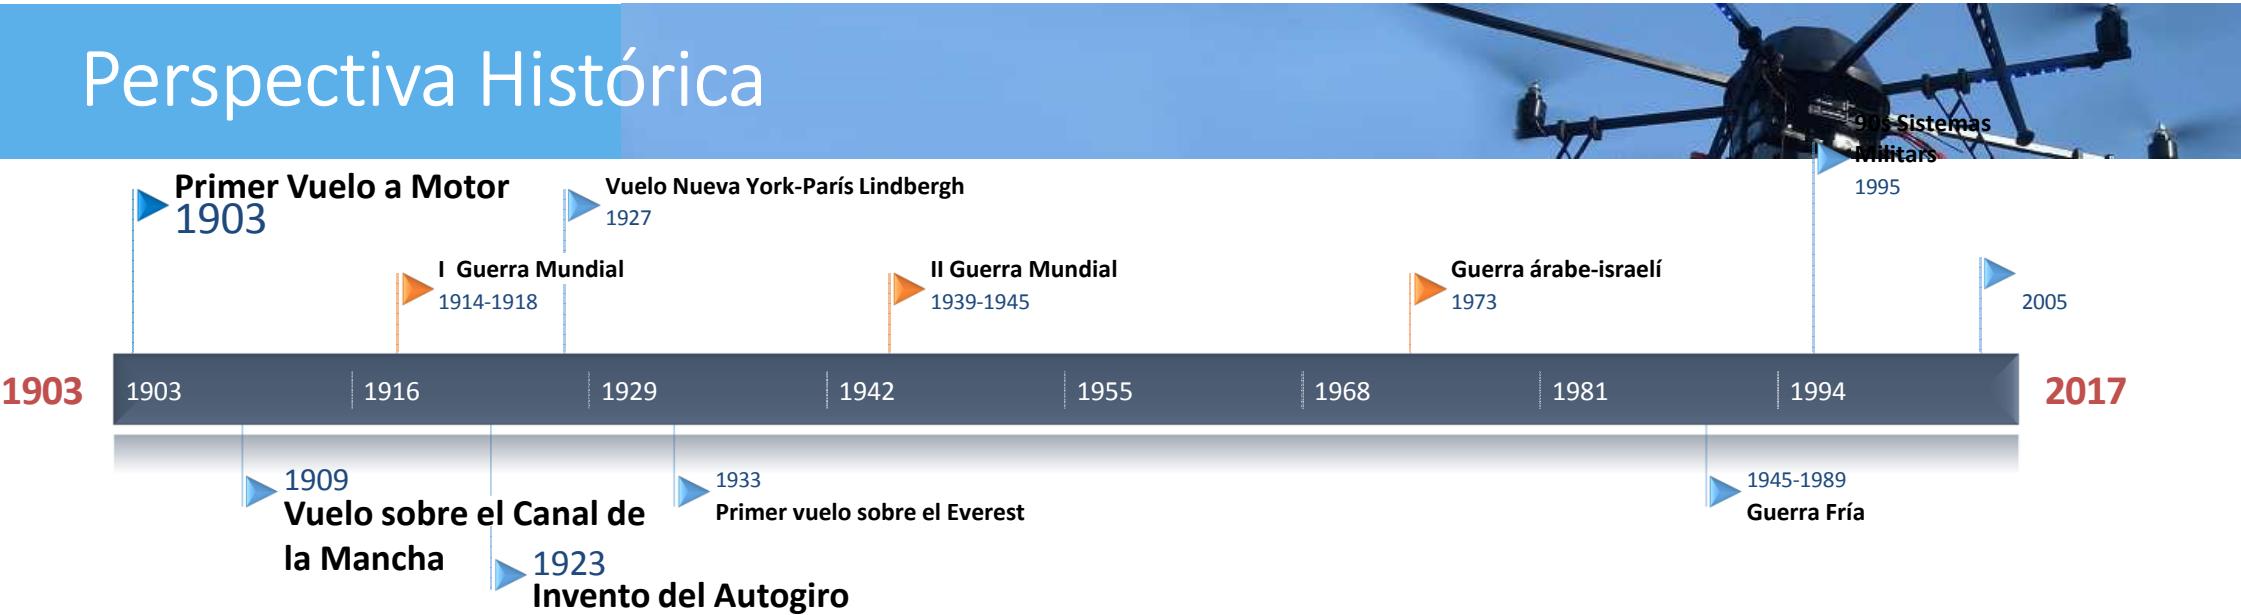 Perspectiva Histórica
90s Sistemas
Militars
1995
Primer Vuelo a Motor
1903
Vuelo Nueva York-París Lindbergh
1927
I Guerra Mundial
1914-1918
II Guerra Mundial
1939-1945
Guerra árabe-israelí
1973
2005
1903
1903
1916
1929
1942
1955
1968
1981
1994
2017
1909
Vuelo sobre el Canal de
la Mancha
1923
Invento del Autogiro
1933
Primer vuelo sobre el Everest
1945-1989
Guerra Fría